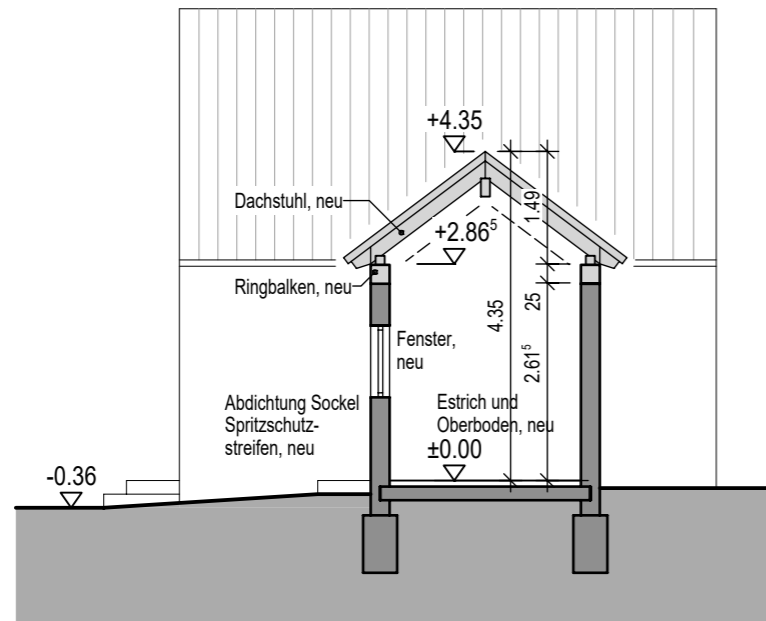 +4.35
Dachstuhl, neu
1.49
+2.86⁵
Ringbalken, neu
25
4.35
Fenster,
neu
2.61⁵
Abdichtung Sockel
Spritzschutz-
streifen, neu
Estrich und
Oberboden, neu
±0.00
-0.36